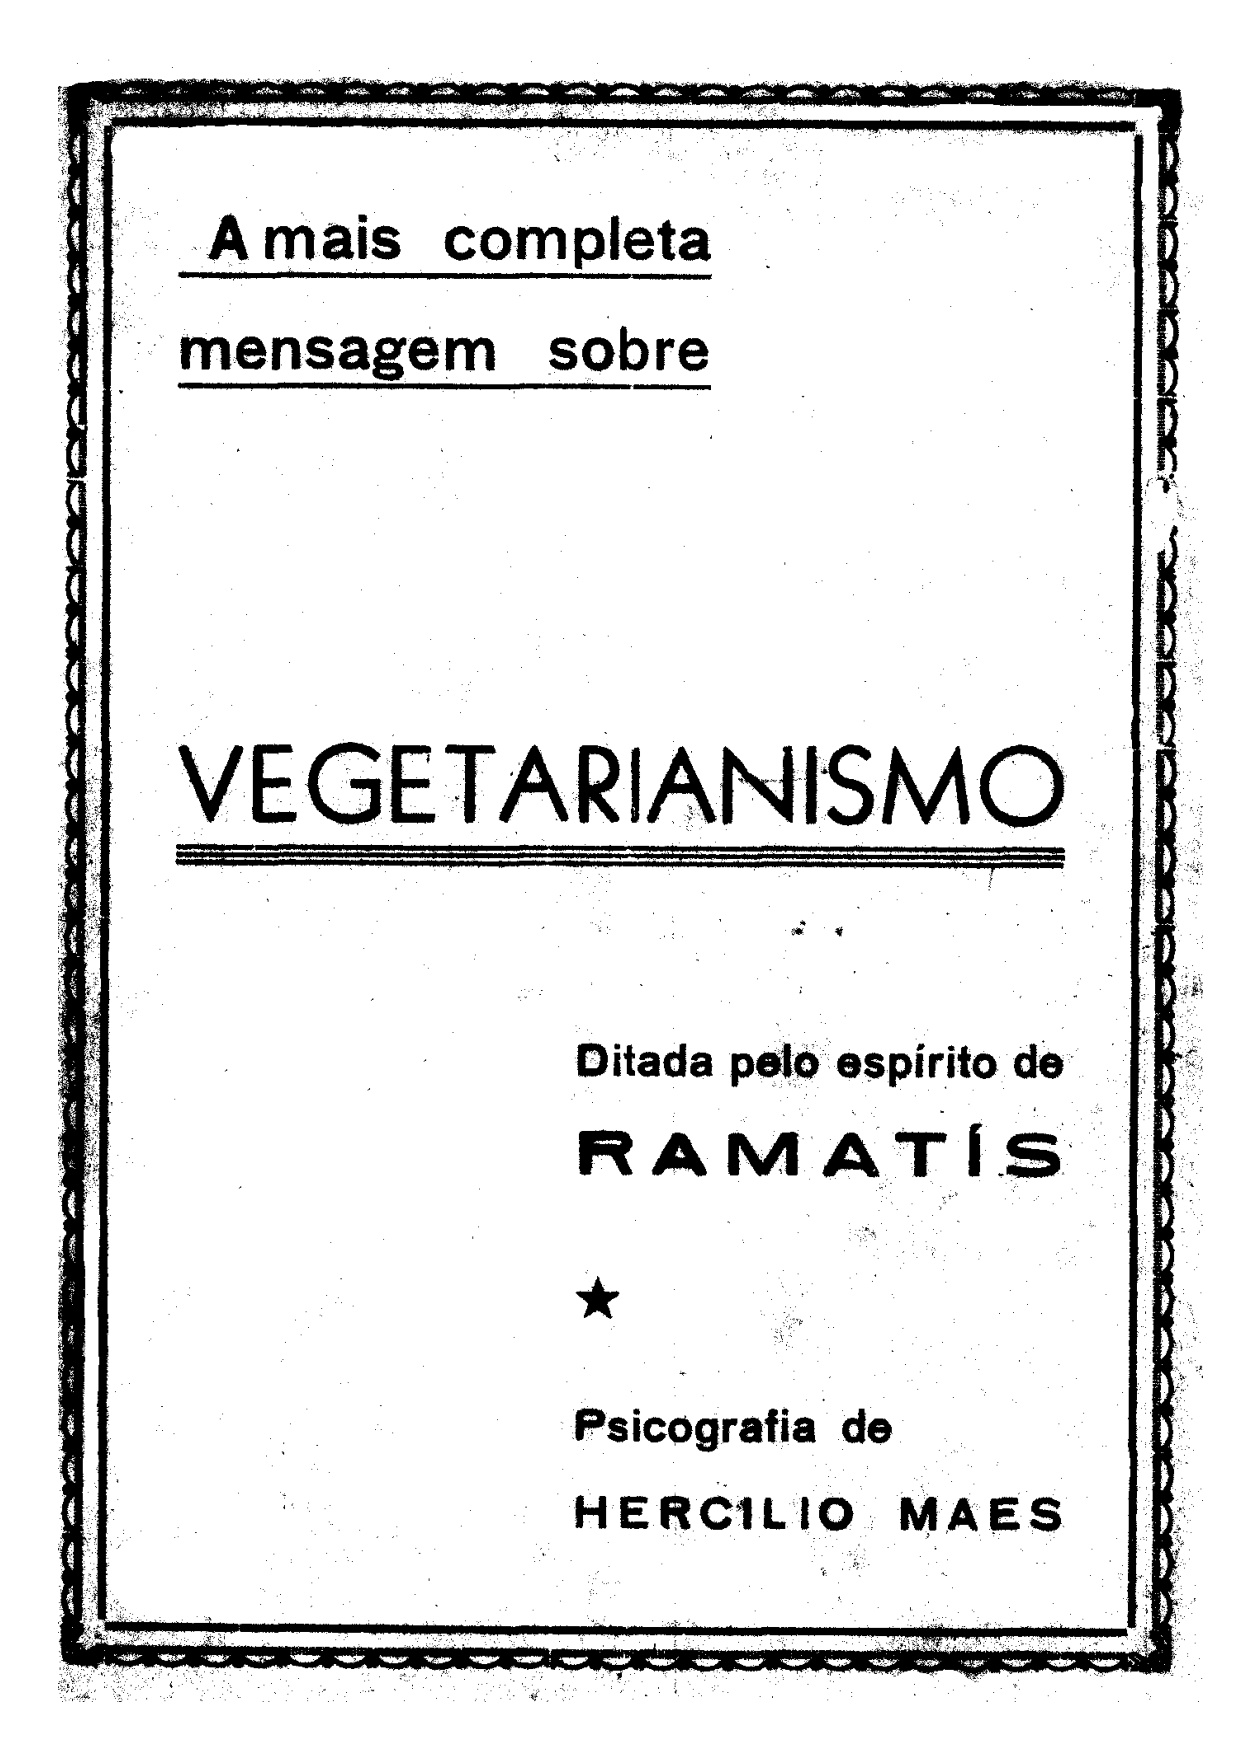 A mais completa
mensagem sobre
VEGETARIANISMO
Ditada pelo espírito de
RAMATÍS
★
Psicografia de
HERCILIO MAES